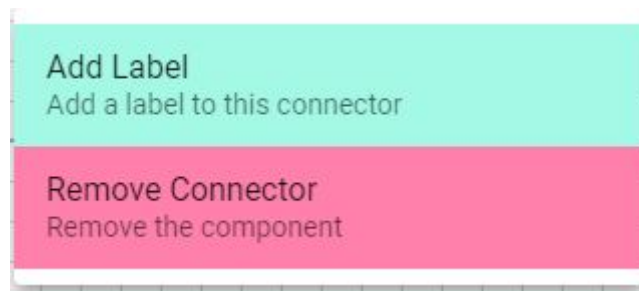 Add Label
Add a label to this connector
Remove Connector
Remove the component